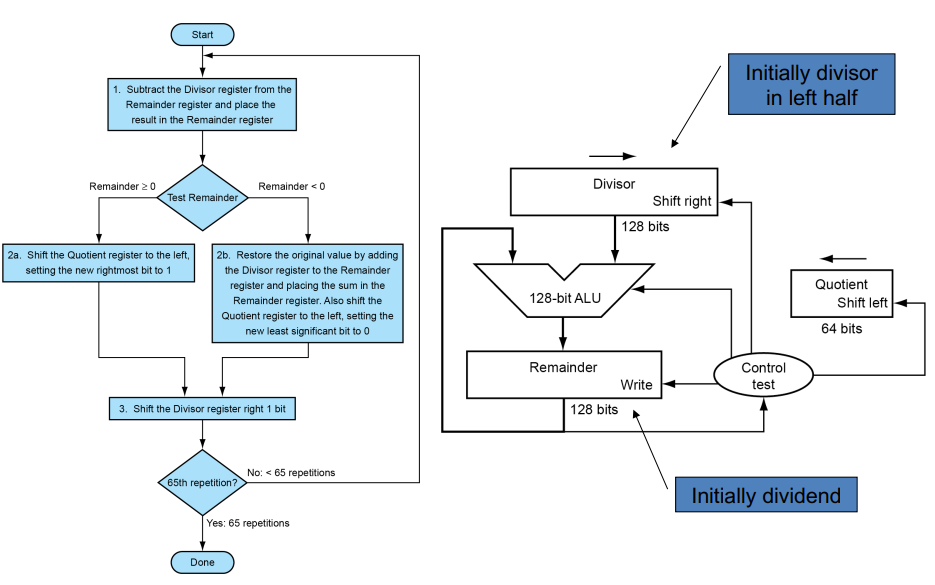 Start
1. Subtract the Divisor register from the
Remainder register and place the
result in the Remainder register
Remainder ≥ 0
Remainder < 0
Test Remainder
2a. Shift the Quotient register to the left,
setting the new rightmost bit to 1
2b. Restore the original value by adding
the Divisor register to the Remainder
register and placing the sum in the
Remainder register. Also shift the
Quotient register to the left, setting the
new least significant bit to 0
3. Shift the Divisor register right 1 bit
65th repetition?
No: < 65 repetitions
Yes: 65 repetitions
Done
Initially divisor
in left half
Divisor
Shift right
128 bits
128-bit ALU
Quotient
Shift left
64 bits
Remainder
Write
128 bits
Control
test
Initially dividend